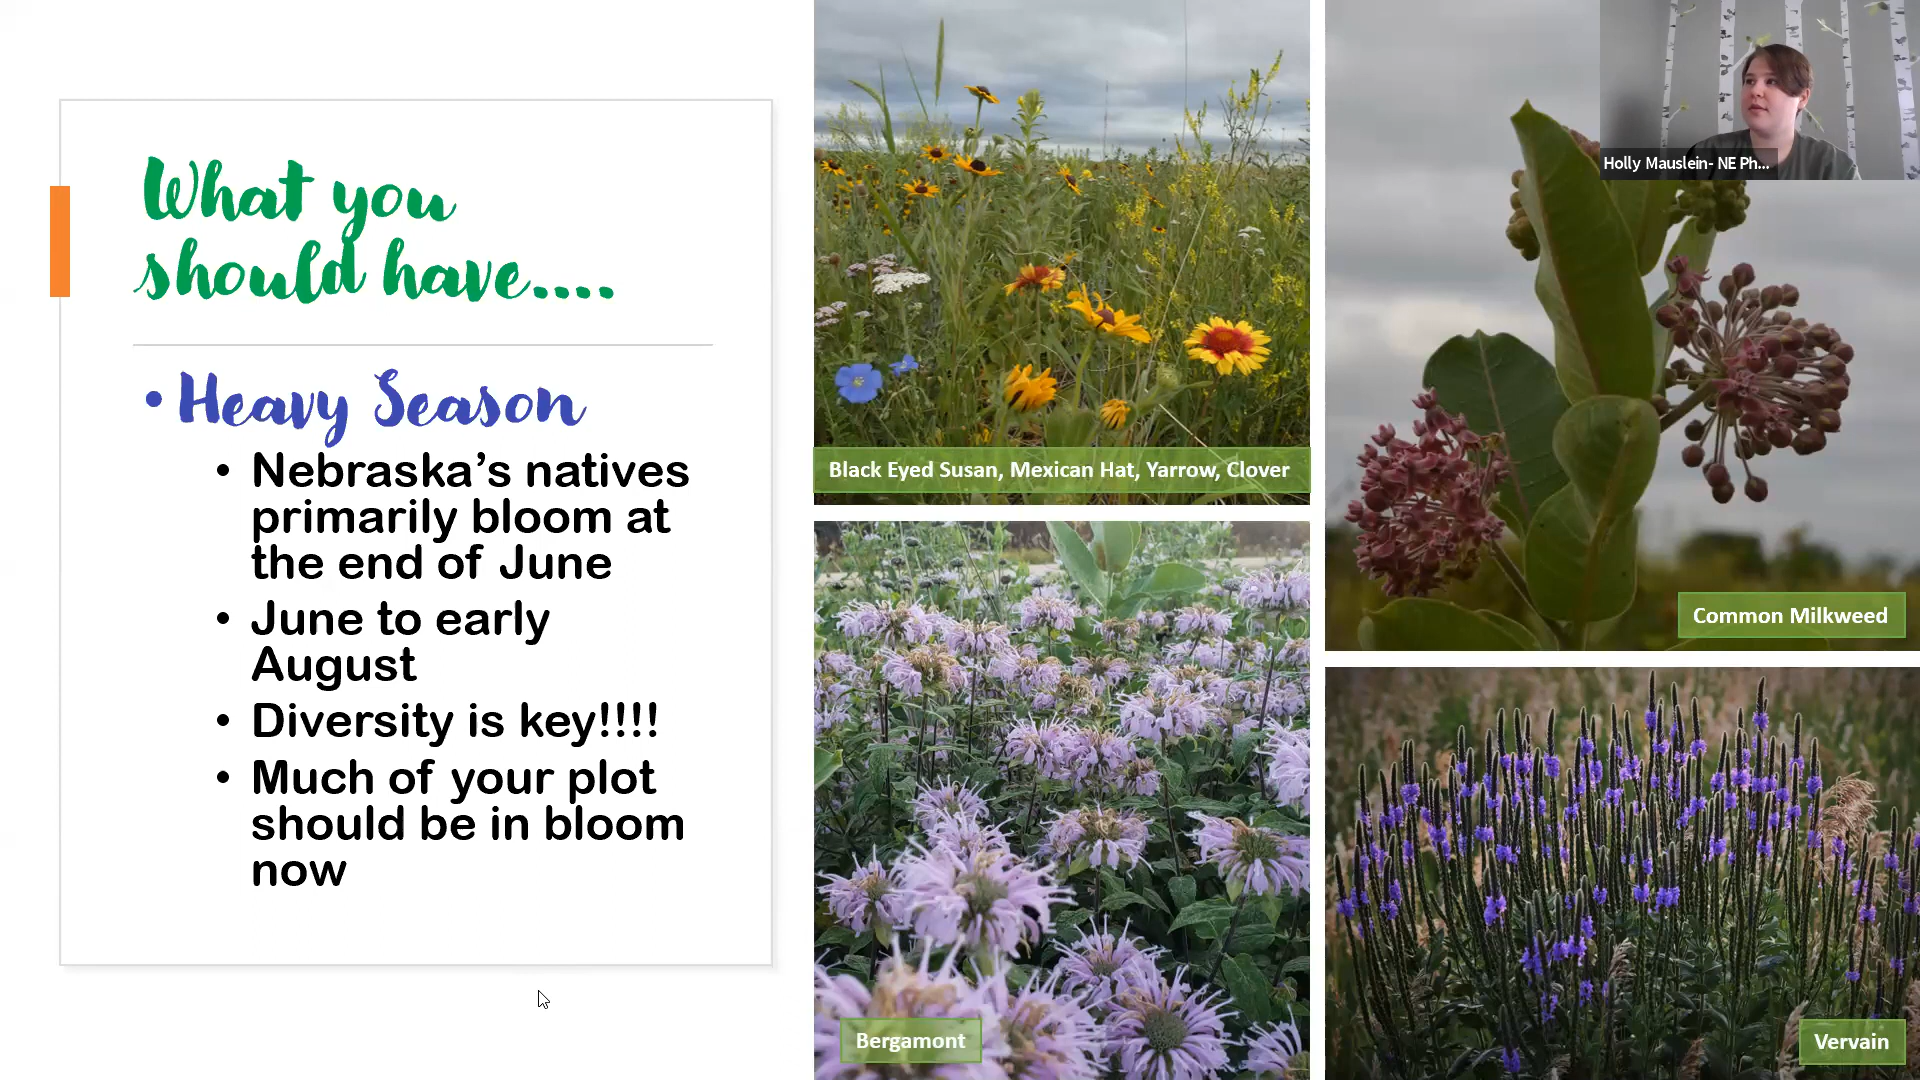 What you
should have....
• Heavy Season
• Nebraska’s natives
primarily bloom at
the end of June
• June to early
August
• Diversity is key!!!!
• Much of your plot
should be in bloom
now
Black Eyed Susan, Mexican Hat, Yarrow, Clover
Bergamont
Holly Mauslein- NE Ph...
Common Milkweed
Vervain